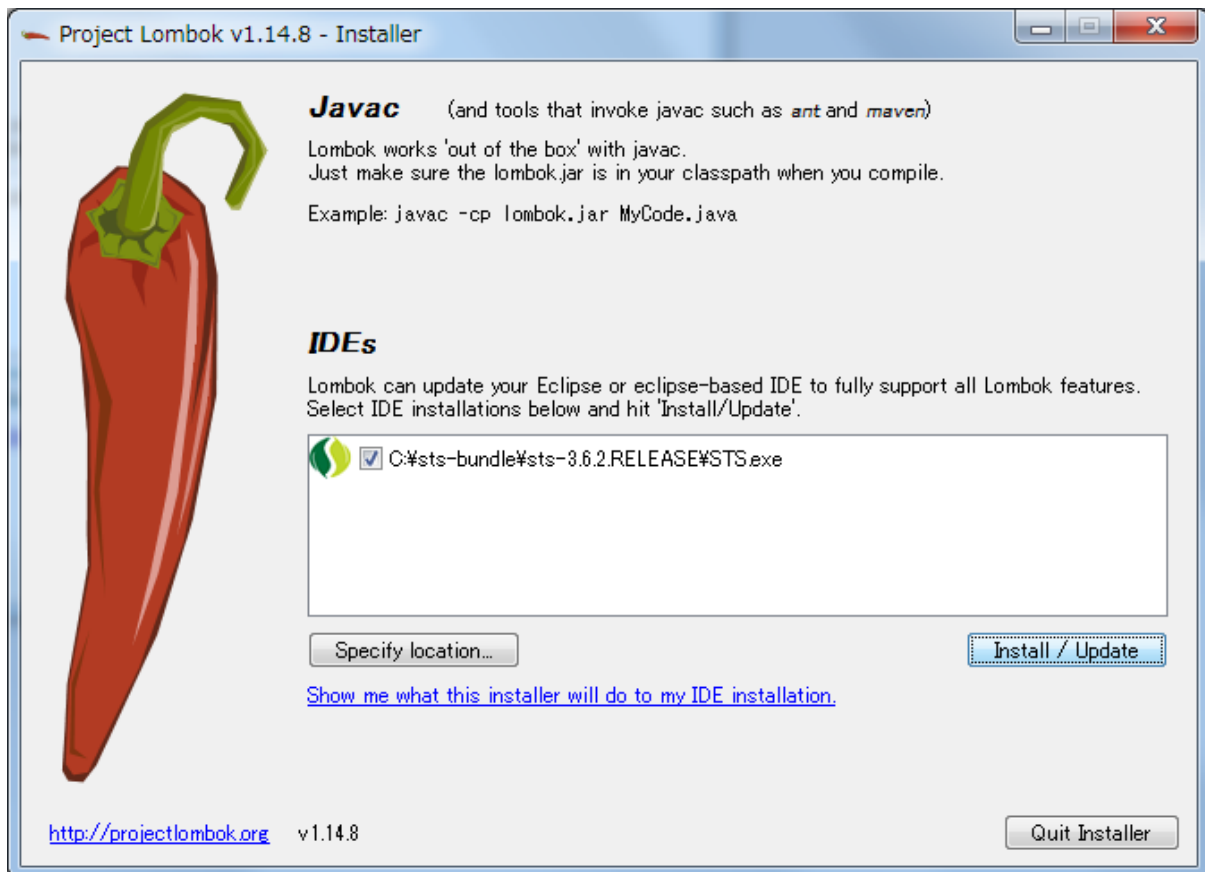 Project Lombok v1.14.8 - Installer
Javac (and tools that invoke javac such as ant and maven)
Lombok works 'out of the box' with javac.
Just make sure the lombok.jar is in your classpath when you compile.
Example: javac -cp lombok.jar MyCode.java
IDEs
Lombok can update your Eclipse or eclipse-based IDE to fully support all Lombok features.
Select IDE installations below and hit 'Install/Update'.
C:¥sts-bundle¥sts-3.6.2.RELEASE¥STS.exe
Specify location...
Install / Update
Show me what this installer will do to my IDE installation.
http://projectlombok.org v1.14.8
Quit Installer